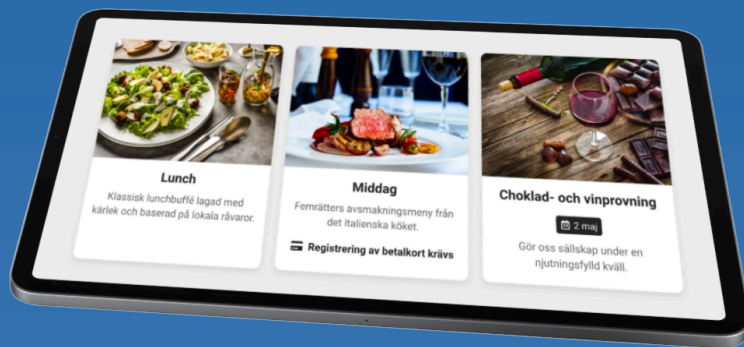 Lunch
Klassisk lunchbuffé lagad med
kärlek och baserad på lokala råvaror.
Middag
Femrätters avsmakningsmeny från
det italienska köket.
Registrering av betalkort krävs
Choklad- och vinprovning
2 maj
Gör oss sällskap under en
njutningsfylld kväll.